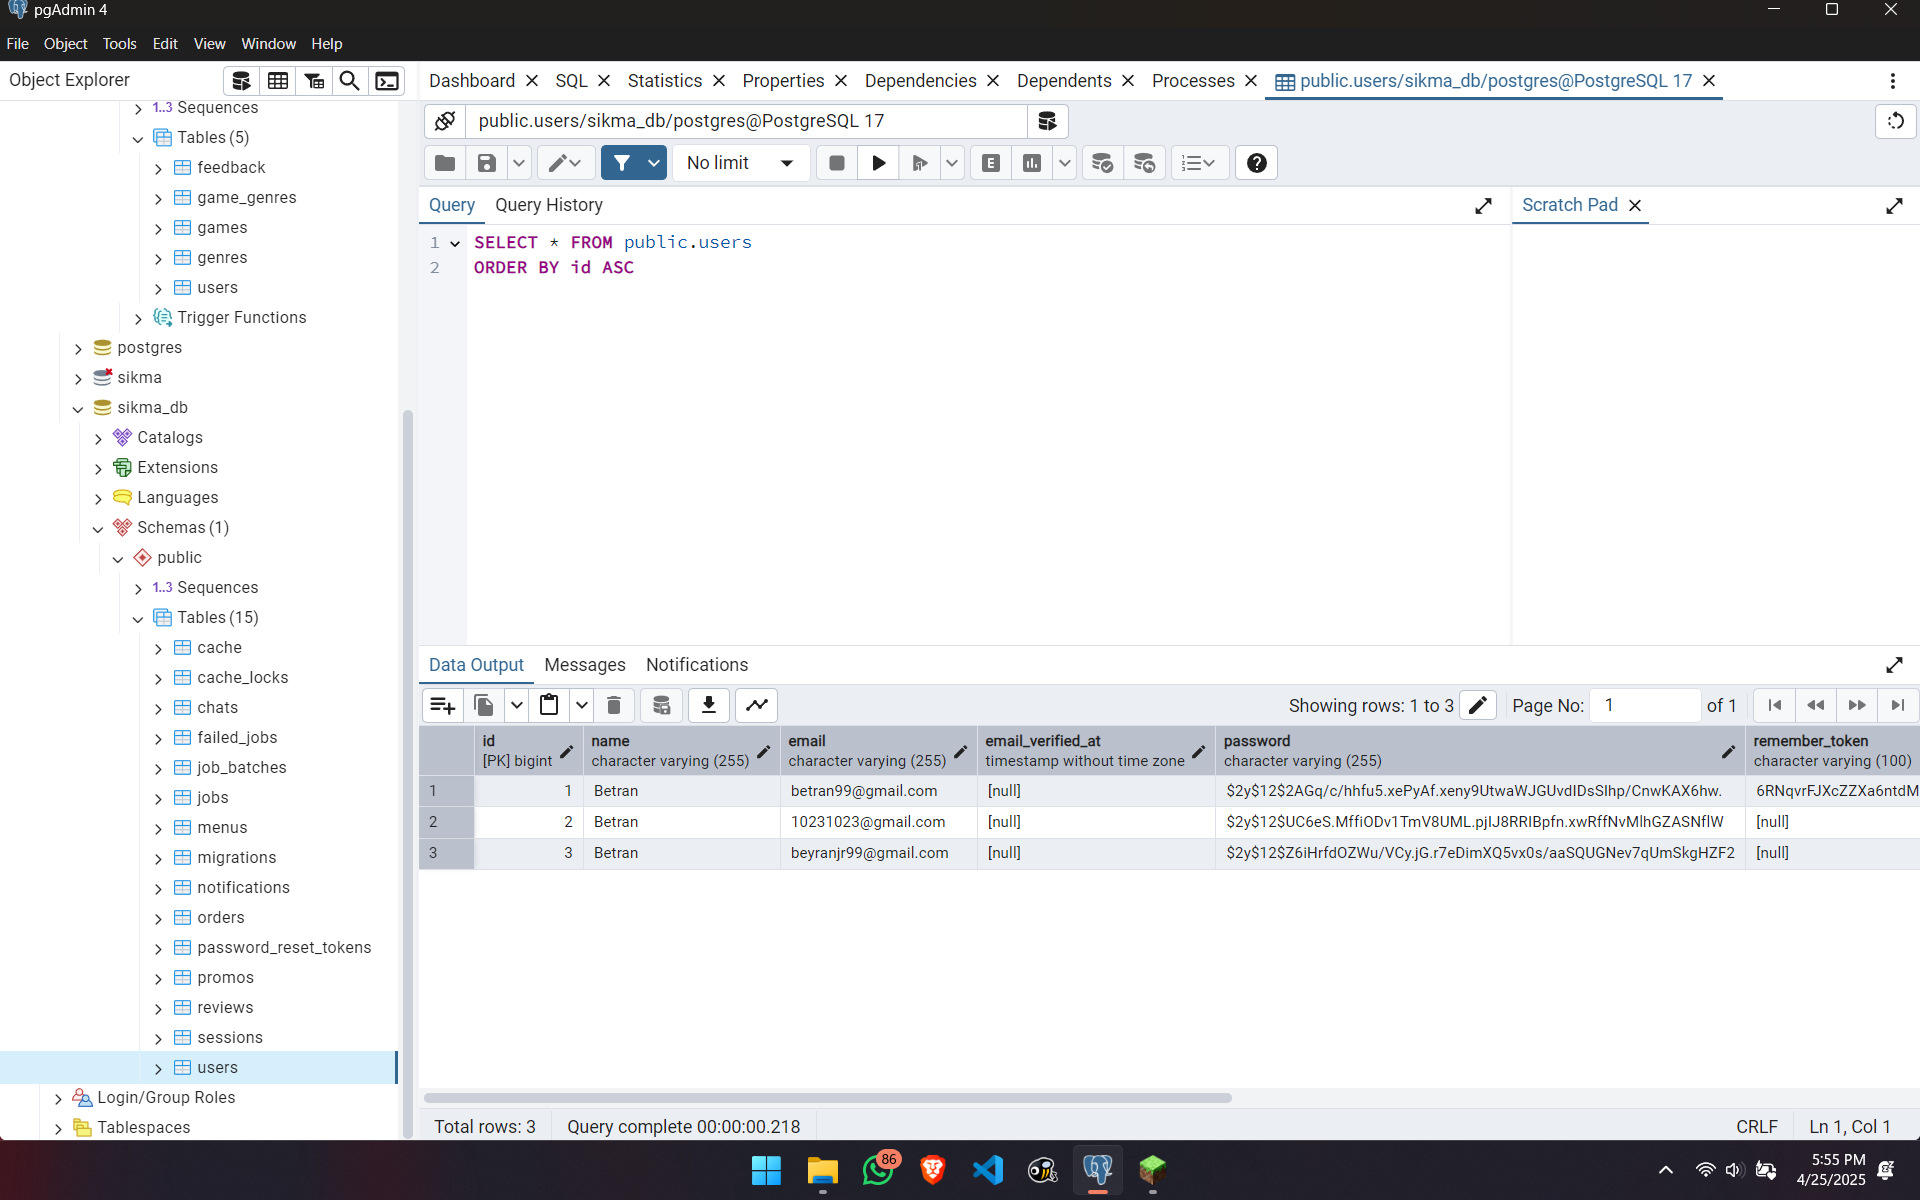 pgAdmin 4
File Object Tools Edit View Window Help
Object Explorer
Dashboard SQL Statistics Properties Dependencies Dependents Processes public.users/sikma_db/postgres@PostgreSQL 17
1..3 Sequences
Tables (5)
feedback
game_genres
games
genres
users
Trigger Functions
postgres
sikma
sikma_db
Catalogs
Extensions
Languages
Schemas (1)
public
1..3 Sequences
Tables (15)
cache
cache_locks
chats
failed_jobs
job_batches
jobs
menus
migrations
notifications
orders
password_reset_tokens
promos
reviews
sessions
users
Login/Group Roles
Tablespaces
public.users/sikma_db/postgres@PostgreSQL 17
No limit
E
Query Query History
Scratch Pad
1 SELECT * FROM public.users
2 ORDER BY id ASC
Data Output Messages Notifications
Showing rows: 1 to 3 Page No: 1 of 1
id name email email_verified_at password remember_token
[PK] bigint character varying (255) character varying (255) timestamp without time zone character varying (255) character varying (100)
1 1 Betran betran99@gmail.com [null] $2y$12$2AGq/c/hhfu5.xePyAf.xeny9UtwaWJGUvdIDsSIhp/CnwKAX6hw. 6RNqvrFJXcZZXa6ntdM
2 2 Betran 10231023@gmail.com [null] $2y$12$UC6eS.MffiODv1TmV8UML.pjIJ8RRIBpfn.xwRffNvMlhGZASNflW [null]
3 3 Betran beyranjr99@gmail.com [null] $2y$12$Z6iHrfdOZWu/VCy.jG.r7eDimXQ5vx0s/aaSQUGNev7qUmSkgHZF2 [null]
Total rows: 3 Query complete 00:00:00.218
CRLF Ln 1, Col 1
86
5:55 PM
4/25/2025